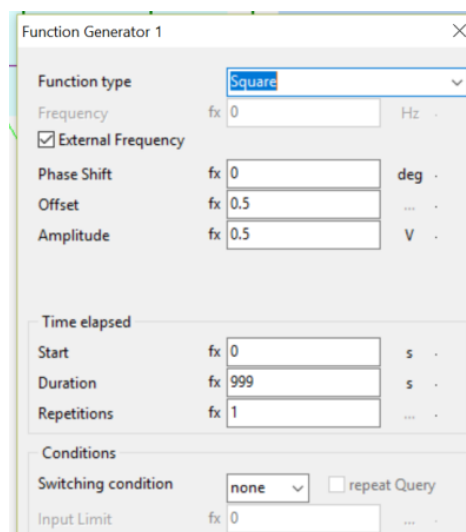 Function Generator 1
Function type Square
Frequency fx 0 Hz .
External Frequency
Phase Shift fx 0 deg .
Offset fx 0.5 ... .
Amplitude fx 0.5 V .
Time elapsed
Start fx 0 s .
Duration fx 999 s .
Repetitions fx 1 ... .
Conditions
Switching condition none repeat Query
Input Limit fx 0 ... .